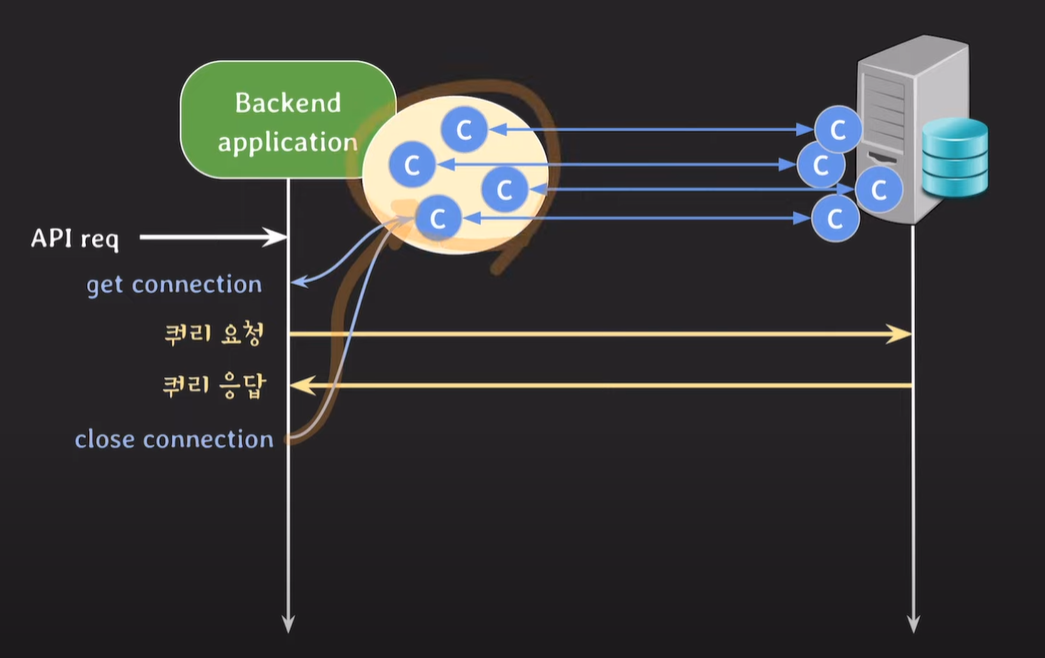 Backend
application
C
C
C
C
C
C
C
C
API req
get connection
쿼리 요청
쿼리 응답
close connection